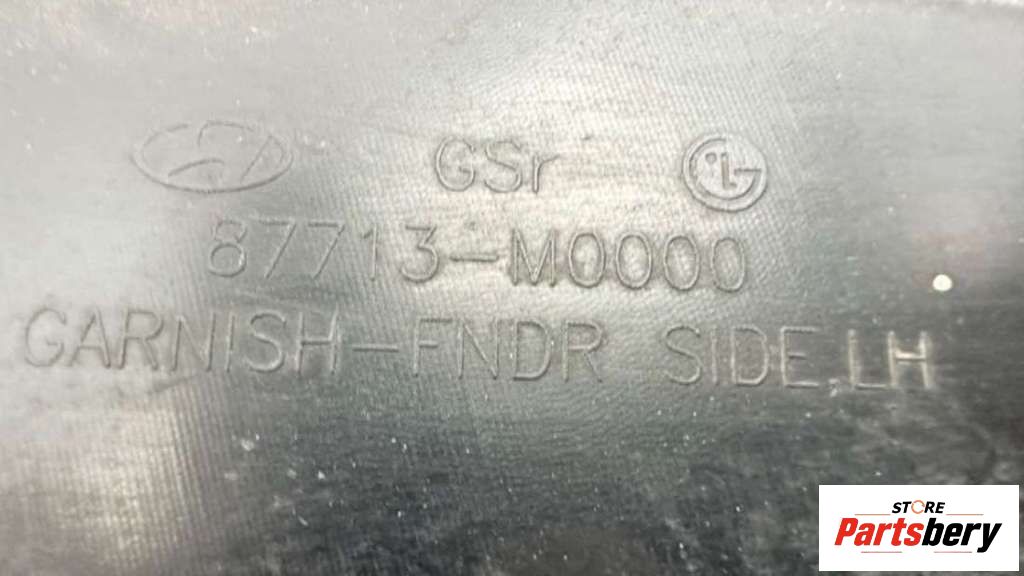 GSr
87713-M0000
GARNISH-FNDR SIDE,LH
STORE
Partsbery